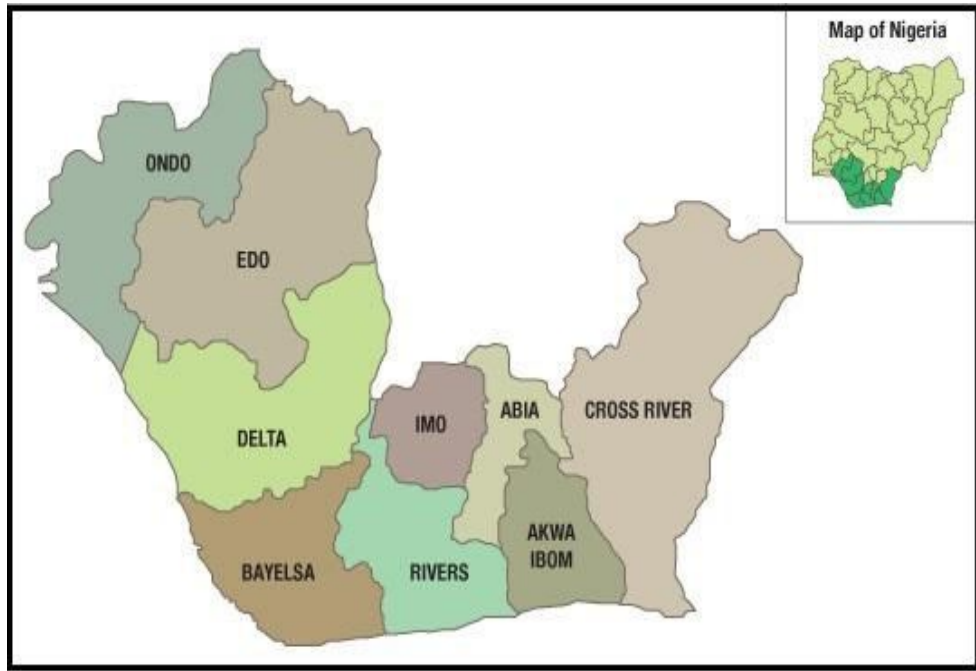 Map of Nigeria
ONDO
EDO
DELTA
IMO
ABIA
CROSS RIVER
BAYELSA
RIVERS
AKWA
IBOM